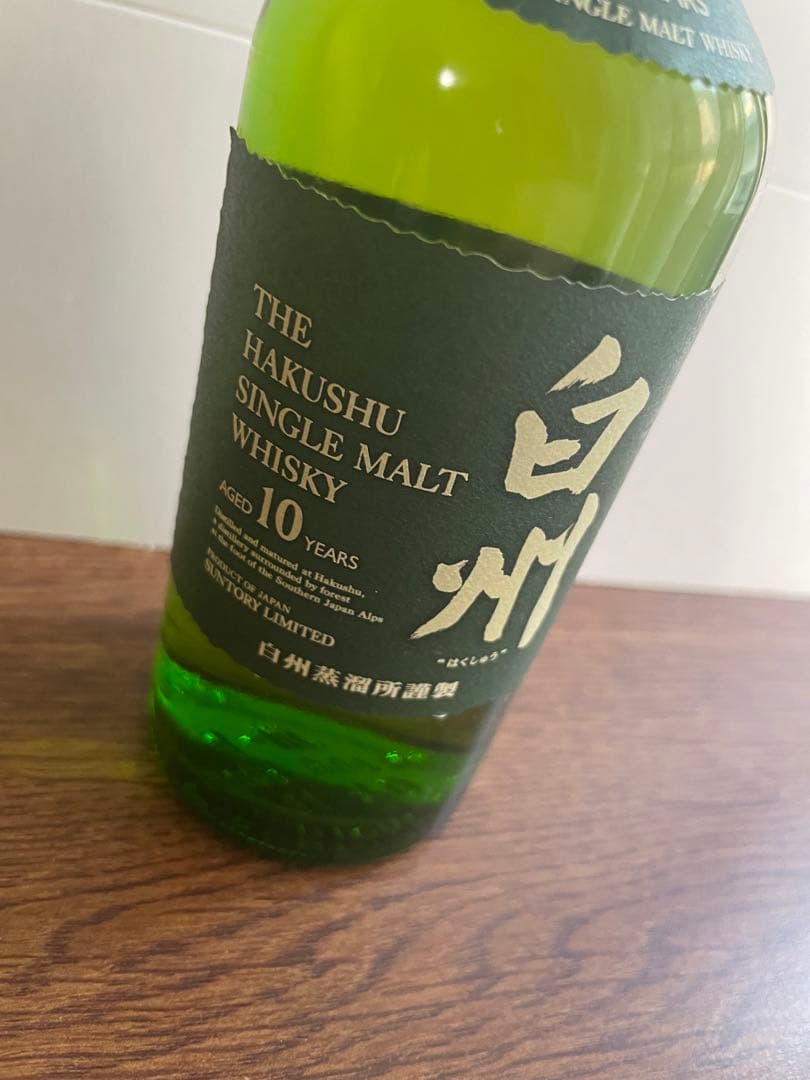 SINGLE MALT WHISKY
THE
HAKUSHU
SINGLE MALT
WHISKY
AGED 10 YEARS
Distilled and matured at Hakushu,
a distillery surrounded by forest
at the foot of the Southern Japan Alps
PRODUCT OF JAPAN
SUNTORY LIMITED
白州
"はくしゅう"
白州蒸溜所謹製